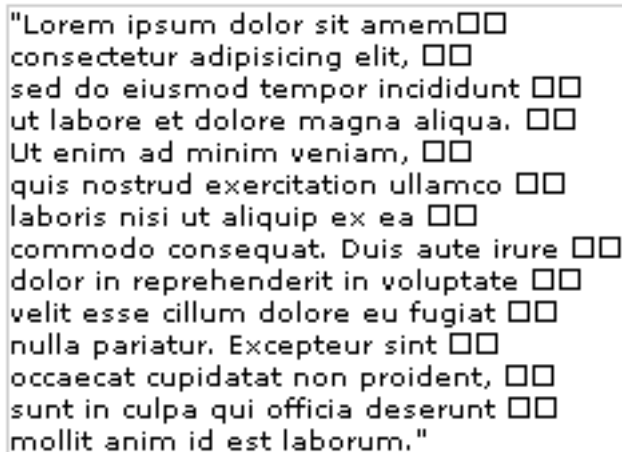 "Lorem ipsum dolor sit amem□□
consectetur adipisicing elit, □□
sed do eiusmod tempor incididunt □□
ut labore et dolore magna aliqua. □□
Ut enim ad minim veniam, □□
quis nostrud exercitation ullamco □□
laboris nisi ut aliquip ex ea □□
commodo consequat. Duis aute irure □□
dolor in reprehenderit in voluptate □□
velit esse cillum dolore eu fugiat □□
nulla pariatur. Excepteur sint □□
occaecat cupidatat non proident, □□
sunt in culpa qui officia deserunt □□
mollit anim id est laborum."